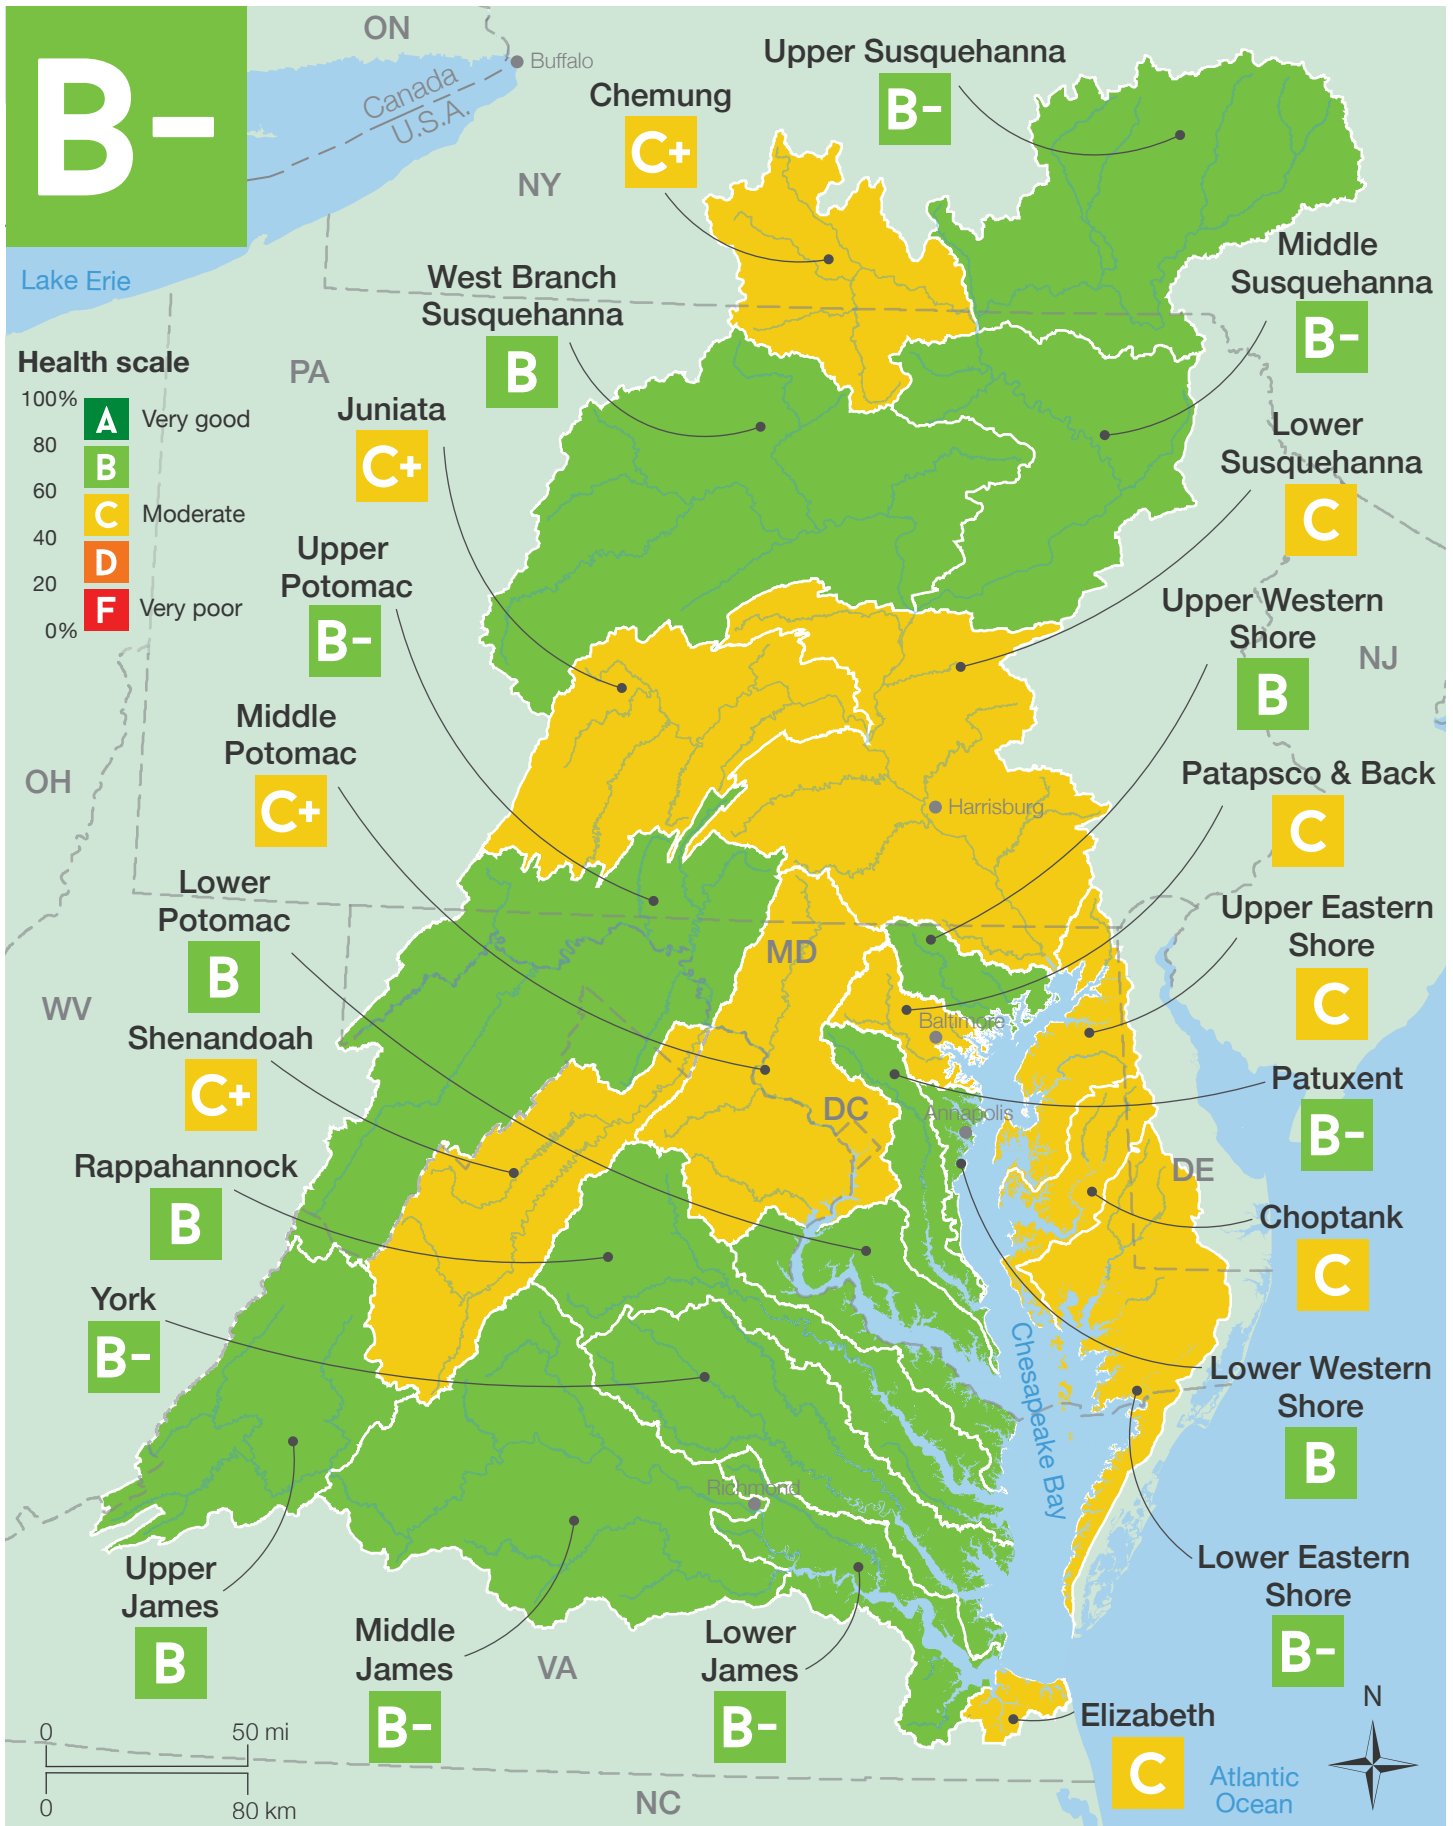 B-
ON
Buffalo
Canada
U.S.A.
Lake Erie
NY
Chemung
C+
Upper Susquehanna
B-
Middle
Susquehanna
B-
West Branch
Susquehanna
B
PA
Health scale
100%
A
Very good
80
B
60
C
Moderate
40
D
20
F
Very poor
0%
Juniata
C+
Lower
Susquehanna
C
Upper
Potomac
B-
Upper Western
Shore
B
NJ
Middle
Potomac
C+
OH
Patapsco & Back
C
Harrisburg
Lower
Potomac
B
Upper Eastern
Shore
C
MD
WV
Baltimore
Shenandoah
C+
Patuxent
B-
DC
Annapolis
Rappahannock
B
DE
Choptank
C
York
B-
Chesapeake Bay
Lower Western
Shore
B
Richmond
Lower Eastern
Shore
B-
Upper
James
B
Middle
James
B-
VA
Lower
James
B-
Elizabeth
C
N
Atlantic
Ocean
0
50 mi
0
80 km
NC